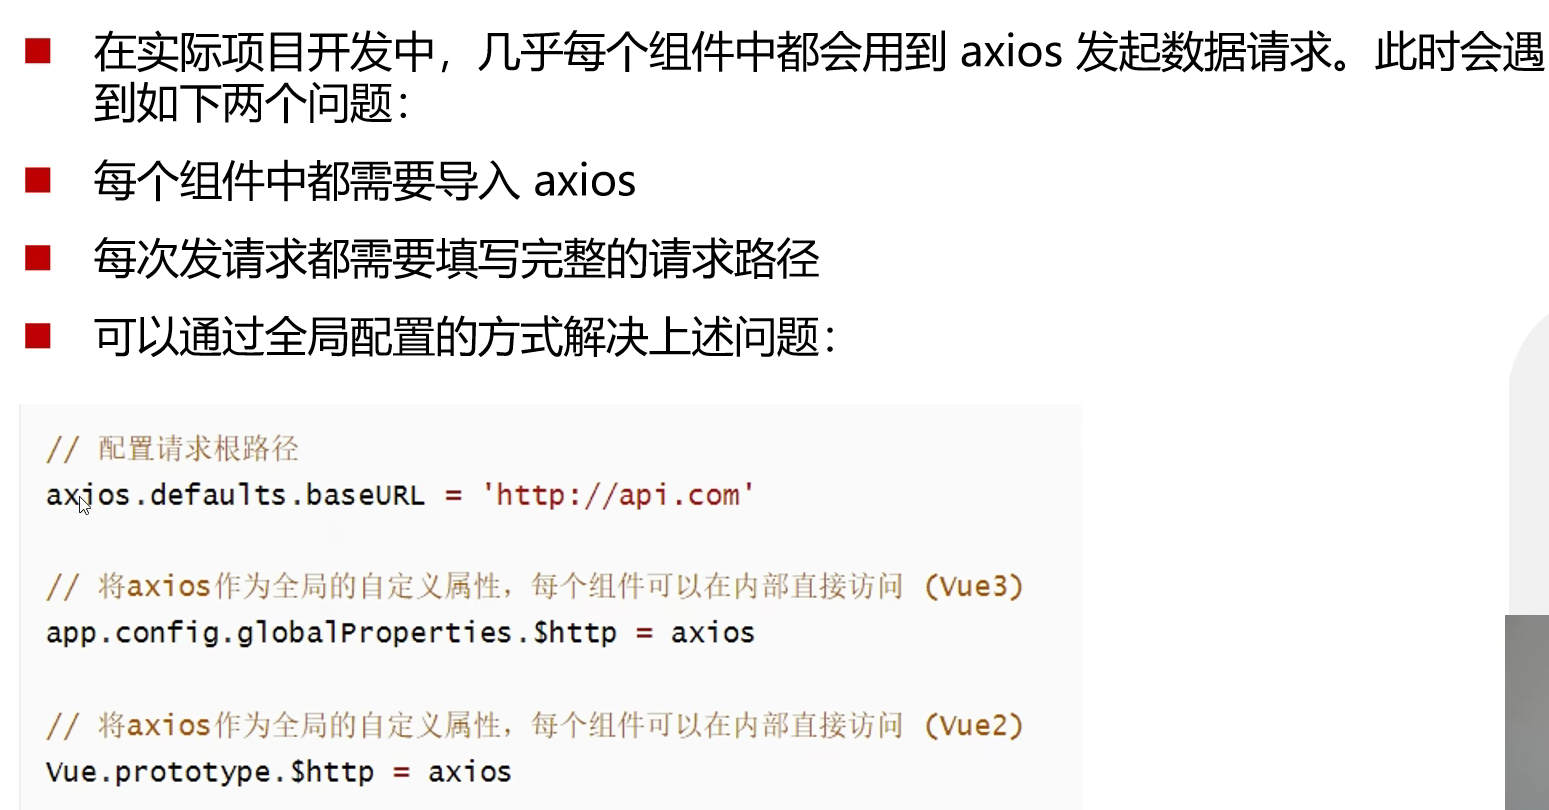 在实际项目开发中，几乎每个组件中都会用到 axios 发起数据请求。此时会遇
到如下两个问题：
每个组件中都需要导入 axios
每次发请求都需要填写完整的请求路径
可以通过全局配置的方式解决上述问题：
// 配置请求根路径
axios.defaults.baseURL = 'http://api.com'
// 将axios作为全局的自定义属性，每个组件可以在内部直接访问 (Vue3)
app.config.globalProperties.$http = axios
// 将axios作为全局的自定义属性，每个组件可以在内部直接访问 (Vue2)
Vue.prototype.$http = axios